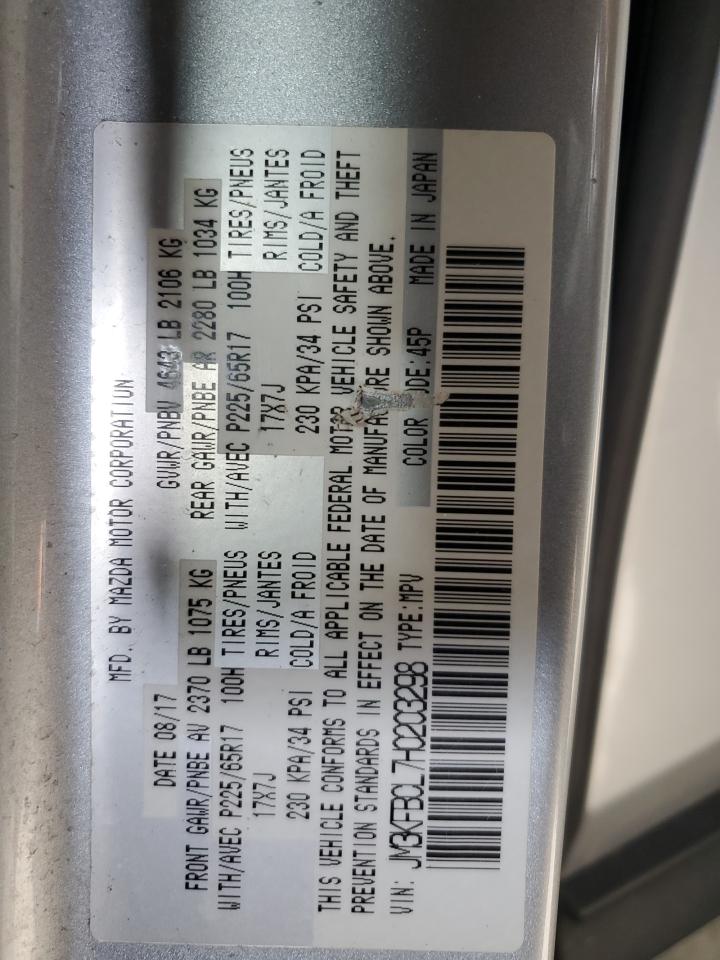 MFD. BY MAZDA MOTOR CORPORATION
DATE 08/17 GVWR/PNBV 4643 LB 2106 KG
FRONT GAWR/PNBE AV 2370 LB 1075 KG REAR GAWR/PNBE AR 2280 LB 1034 KG
WITH/AVEC P225/65R17 100H TIRES/PNEUS WITH/AVEC P225/65R17 100H TIRES/PNEUS
17X7J RIMS/JANTES 17X7J RIMS/JANTES
230 KPA/34 PSI COLD/A FROID 230 KPA/34 PSI COLD/A FROID
THIS VEHICLE CONFORMS TO ALL APPLICABLE FEDERAL MOTOR VEHICLE SAFETY AND THEFT
PREVENTION STANDARDS IN EFFECT ON THE DATE OF MANUFA RE SHOWN ABOVE.
VIN: JM3KFBCL7H0203298 TYPE:MPV COLOR DE:45P MADE IN JAPAN